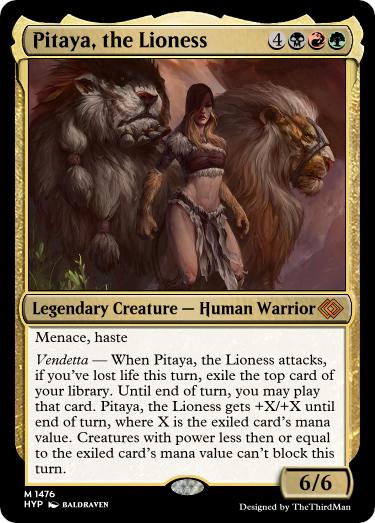 Pitaya, the Lioness 4
Legendary Creature — Human Warrior
Menace, haste
Vendetta — When Pitaya, the Lioness attacks,
if you've lost life this turn, exile the top card of
your library. Until end of turn, you may play
that card. Pitaya, the Lioness gets +X/+X until
end of turn, where X is the exiled card's mana
value. Creatures with power less then or equal
to the exiled card's mana value can't block this
turn.
6/6
M 1476
HYP BALDRAVEN
Designed by TheThirdMan